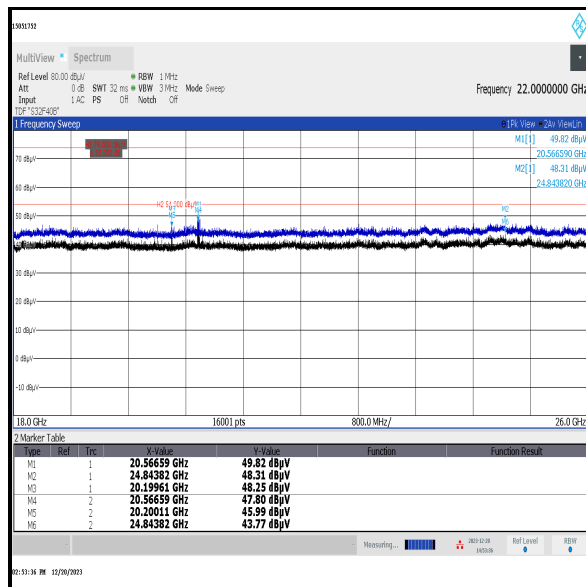 15051752
MultiView Spectrum
Ref Level 80.00 dBµV RBW 1 MHz
Att 0 dB SWT 32 ms VBW 3 MHz Mode Sweep Frequency 22.0000000 GHz
Input 1 AC PS Off Notch Off
TDF "S32F40B"
1 Frequency Sweep 1Pk View 2Av ViewLin
M1[1] 49.82 dBµV
20.566590 GHz
M2[1] 48.31 dBµV
24.843820 GHz
70 dBµV
60 dBµV
50 dBµV
30 dBµV
20 dBµV
10 dBµV
0 dBµV
-10 dBµV
H2 54.000 dBµV
M5
M4
M2
M6
18.0 GHz 16001 pts 800.0 MHz/ 26.0 GHz
2 Marker Table
Type Ref Trc X-Value Y-Value Function Function Result
M1 1 20.56659 GHz 49.82 dBµV
M2 1 24.84382 GHz 48.31 dBµV
M3 1 20.19961 GHz 48.25 dBµV
M4 2 20.56659 GHz 47.80 dBµV
M5 2 20.20011 GHz 45.99 dBµV
M6 2 24.84382 GHz 43.77 dBµV
Measuring... Ref Level RBW
02:53:36 PM 12/20/2023